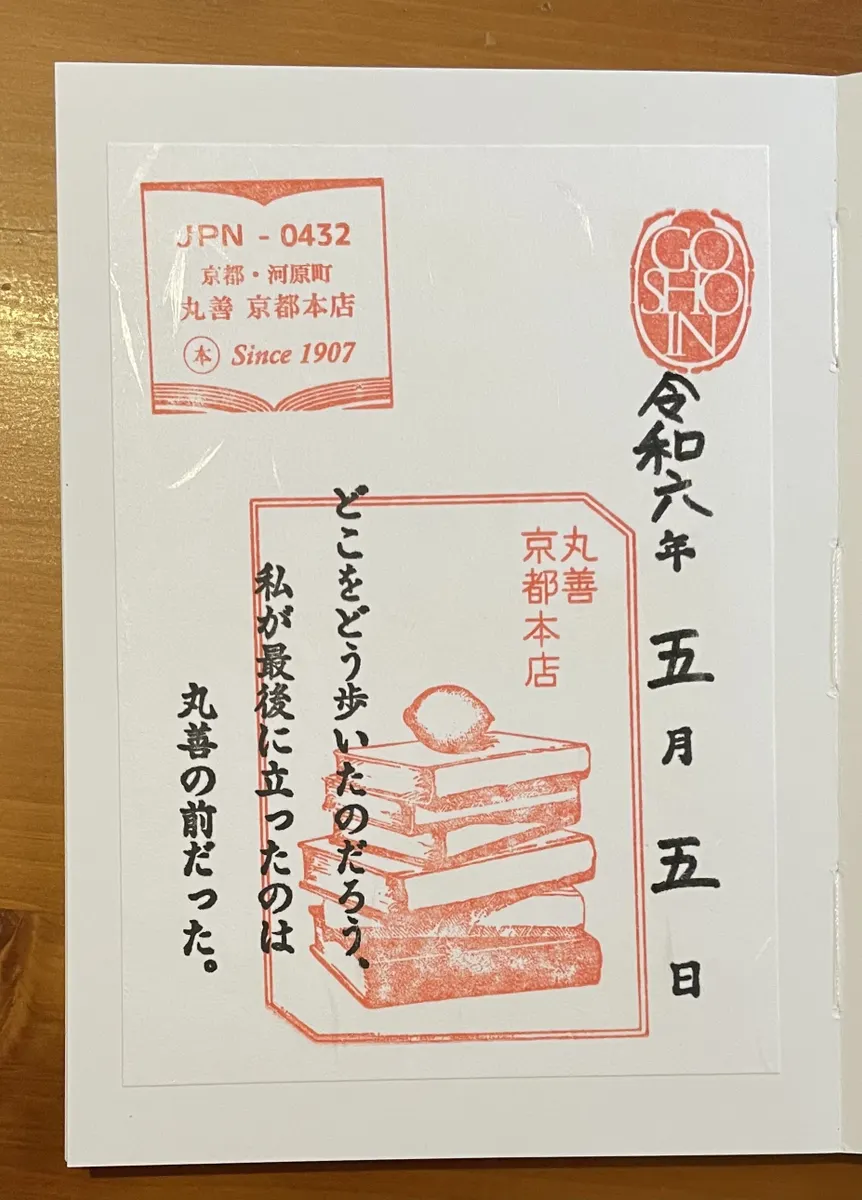 JPN - 0432
京都・河原町
丸善 京都本店
本 Since 1907
GO
SHO
IN
令和六年 五月 五日
丸善
京都本店
どこをどう歩いたのだろう、
私が最後に立ったのは
丸善の前だった。